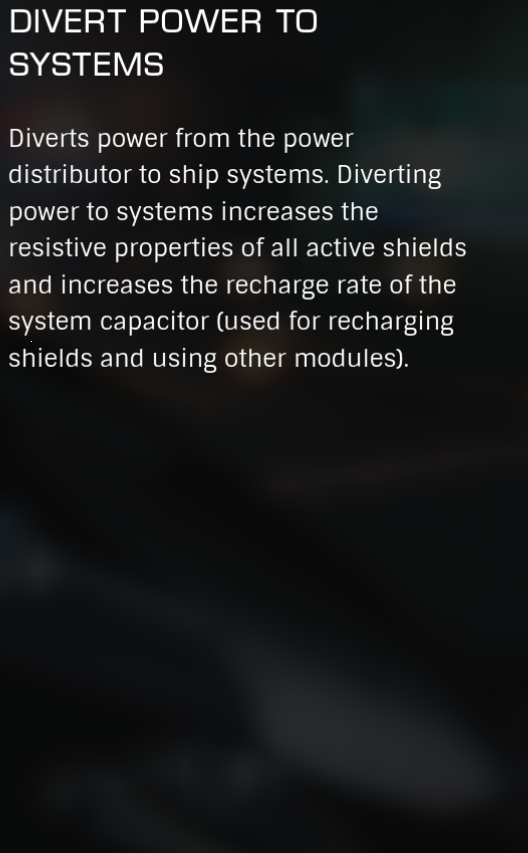 DIVERT POWER TO
SYSTEMS
Diverts power from the power
distributor to ship systems. Diverting
power to systems increases the
resistive properties of all active shields
and increases the recharge rate of the
system capacitor (used for recharging
shields and using other modules).